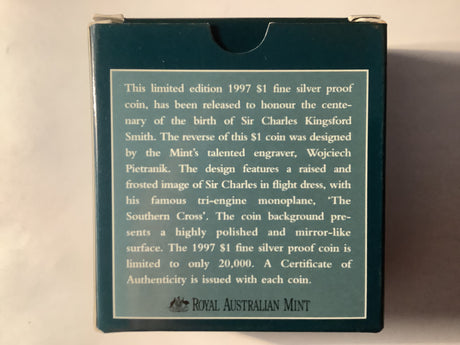 This limited edition 1997 $1 fine silver proof
coin, has been released to honour the cente-
nary of the birth of Sir Charles Kingsford
Smith. The reverse of this $1 coin was designed
by the Mint's talented engraver, Wojciech
Pietranik. The design features a raised and
frosted image of Sir Charles in flight dress, with
his famous tri-engine monoplane, 'The
Southern Cross'. The coin background pre-
sents a highly polished and mirror-like
surface. The 1997 $1 fine silver proof coin is
limited to only 20,000. A Certificate of
Authenticity is issued with each coin.
ROYAL AUSTRALIAN MINT